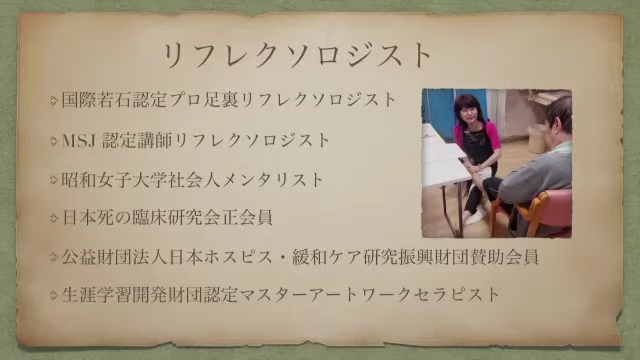 リフレクソロジスト
国際若石認定プロ足裏リフレクソロジスト
MSJ 認定講師リフレクソロジスト
昭和女子大学社会人メンタリスト
日本死の臨床研究会正会員
公益財団法人日本ホスピス・緩和ケア研究振興財団賛助会員
生涯学習開発財団認定マスターアートワークセラピスト